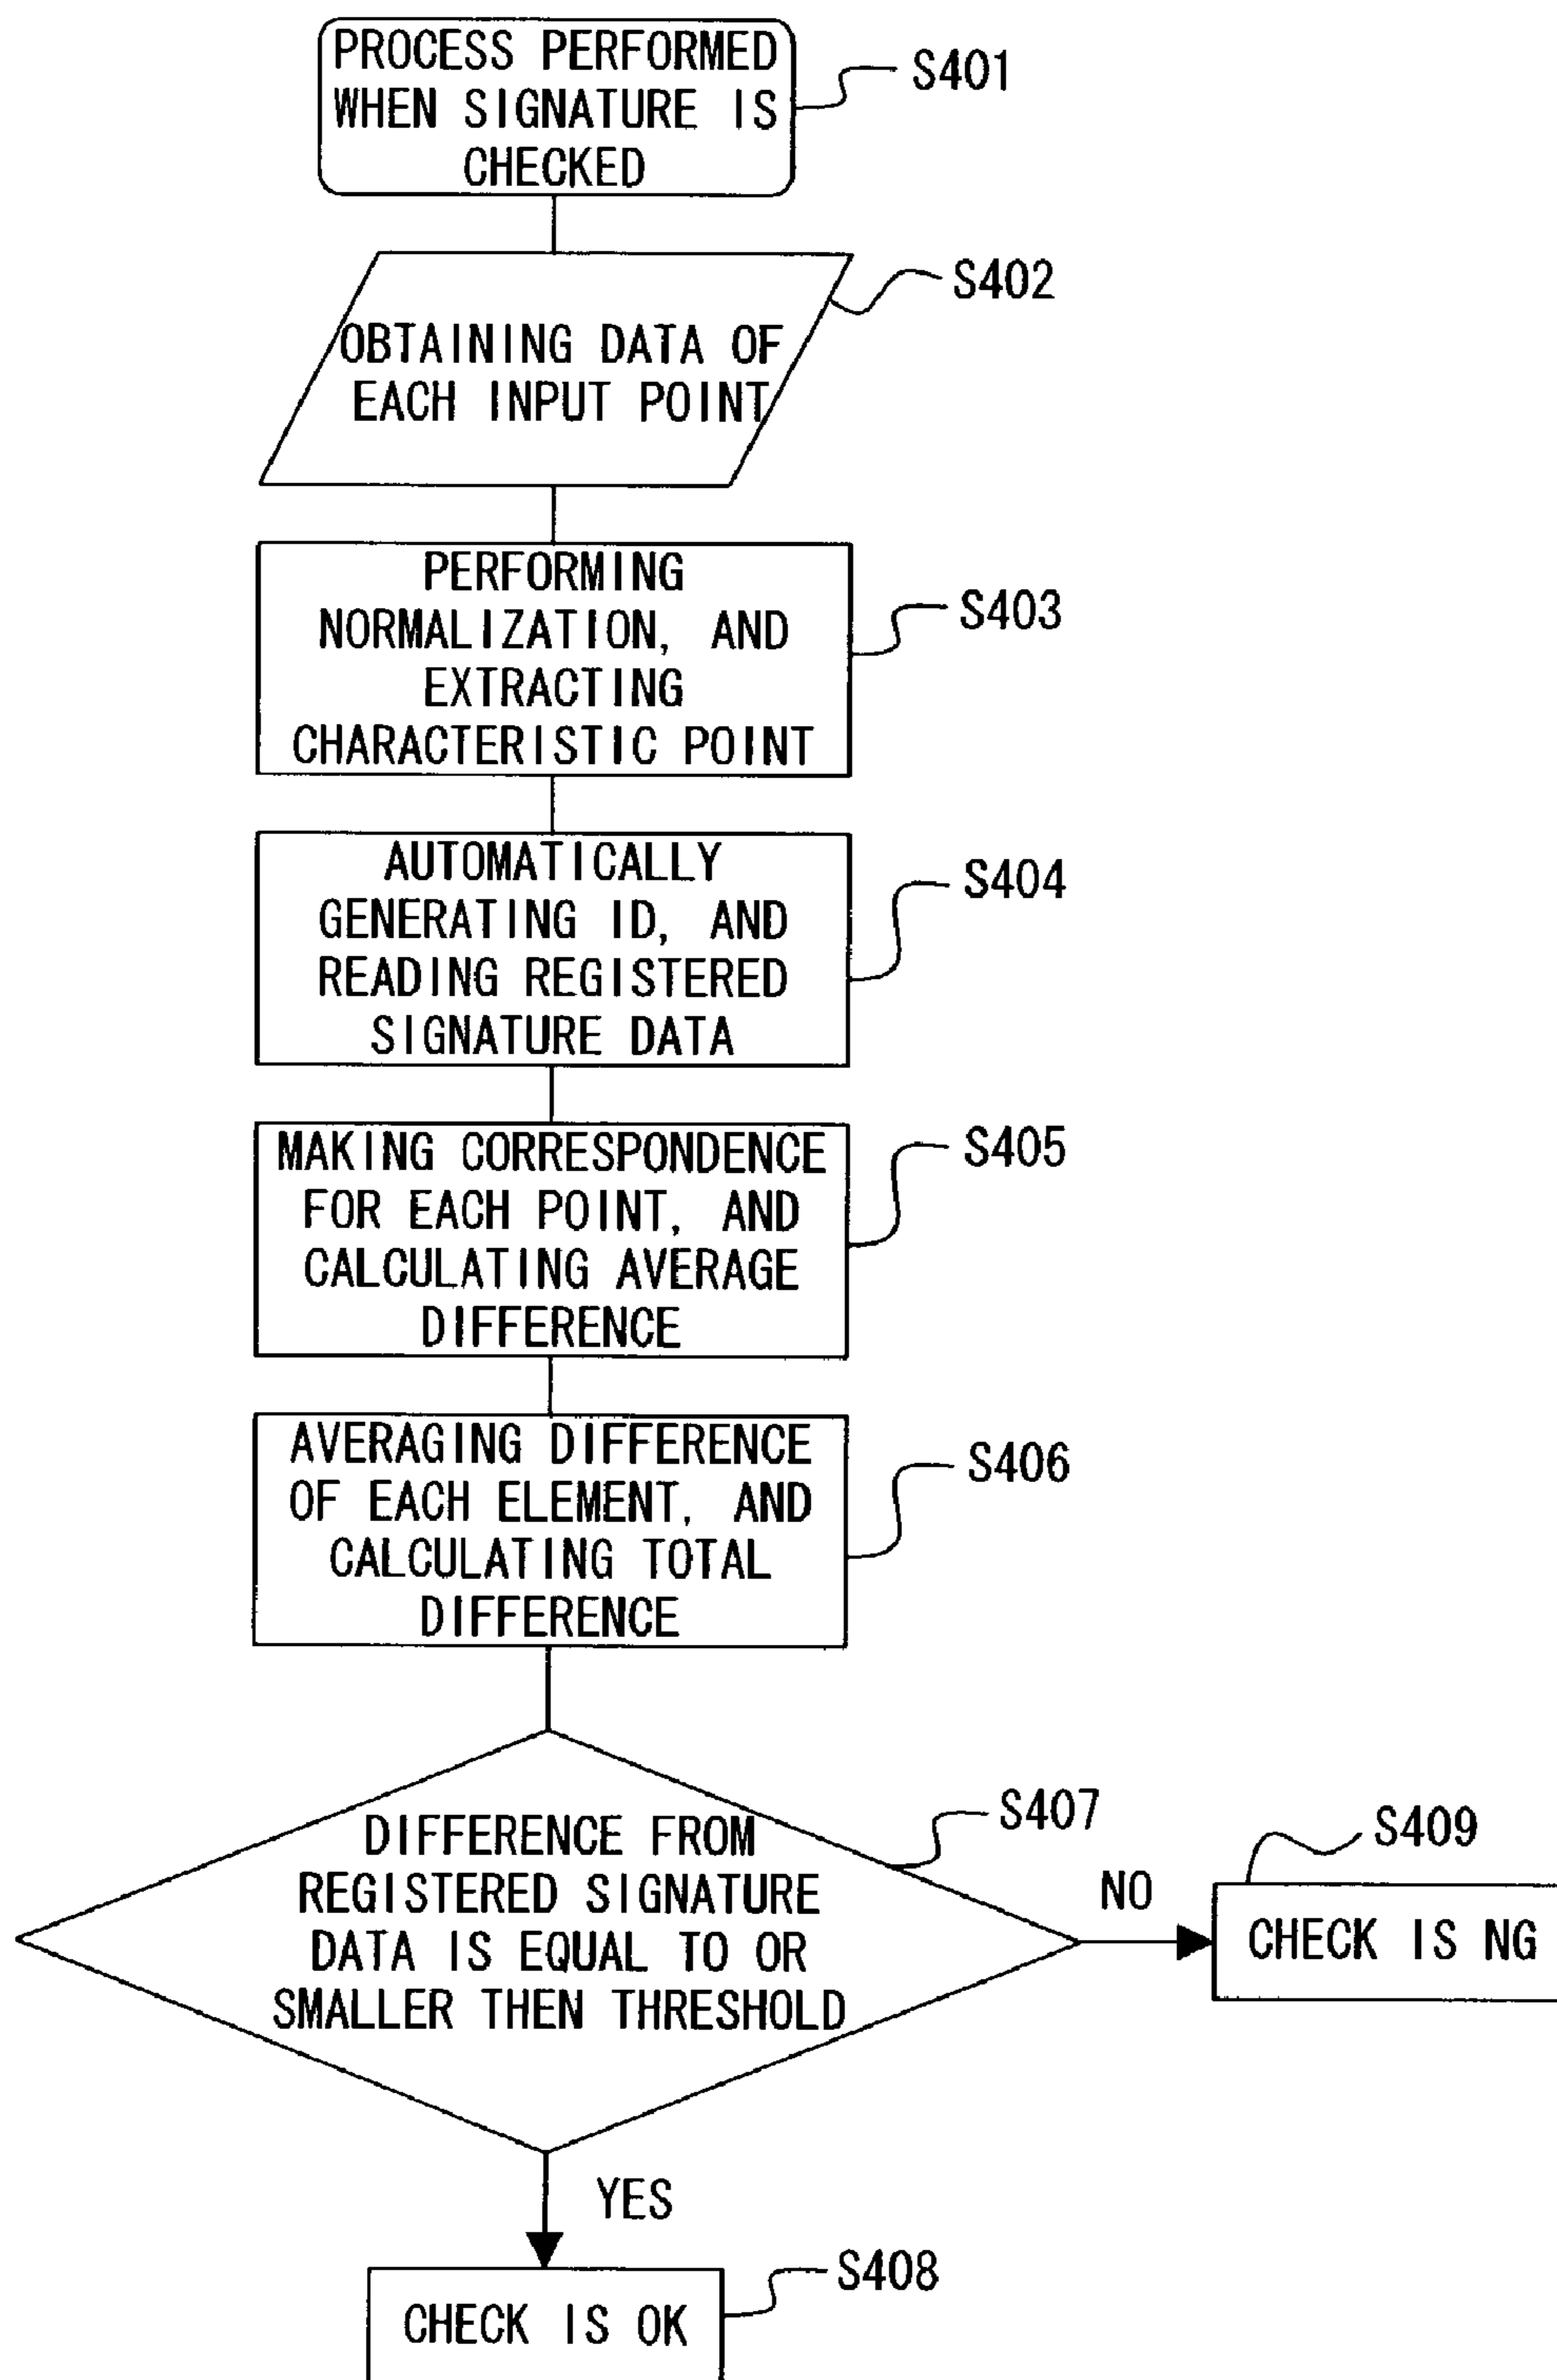 PROCESS PERFORMED
WHEN SIGNATURE IS
CHECKED
S401
OBTAINING DATA OF
EACH INPUT POINT
S402
PERFORMING
NORMALIZATION, AND
EXTRACTING
CHARACTERISTIC POINT
S403
AUTOMATICALLY
GENERATING ID, AND
READING REGISTERED
SIGNATURE DATA
S404
MAKING CORRESPONDENCE
FOR EACH POINT, AND
CALCULATING AVERAGE
DIFFERENCE
S405
AVERAGING DIFFERENCE
OF EACH ELEMENT, AND
CALCULATING TOTAL
DIFFERENCE
S406
DIFFERENCE FROM
REGISTERED SIGNATURE
DATA IS EQUAL TO OR
SMALLER THEN THRESHOLD
S407
NO
S409
CHECK IS NG
YES
S408
CHECK IS OK